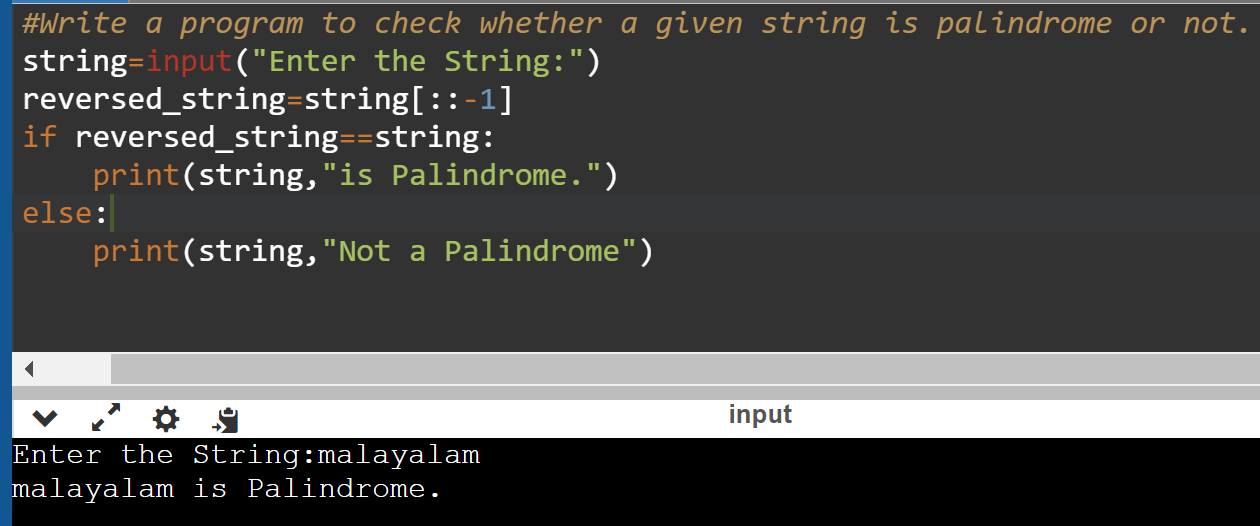 #Write a program to check whether a given string is palindrome or not.
string=input("Enter the String:")
reversed_string=string[::-1]
if reversed_string==string:
    print(string,"is Palindrome.")
else:
    print(string,"Not a Palindrome")
input
Enter the String:malayalam
malayalam is Palindrome.